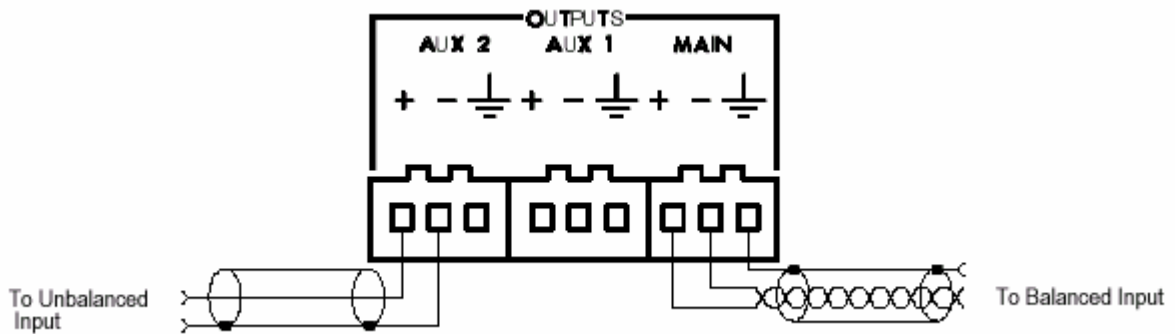 OUTPUTS
AUX 2 AUX 1 MAIN
+ - + - + -
To Unbalanced
Input
To Balanced Input